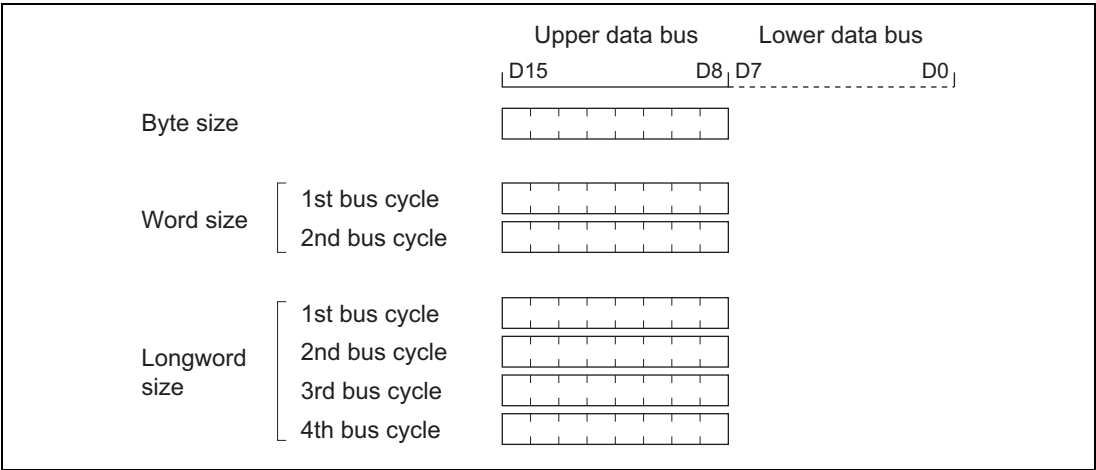 Upper data bus Lower data bus
D15 D8 D7 D0
Byte size
Word size
1st bus cycle
2nd bus cycle
Longword
size
1st bus cycle
2nd bus cycle
3rd bus cycle
4th bus cycle